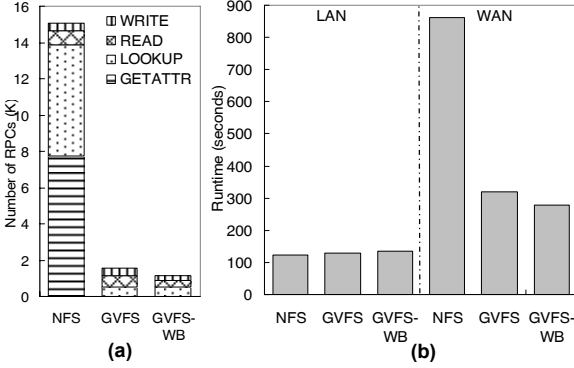 Number of RPCs (K)
16
14
12
10
8
6
4
2
0
WRITE
READ
LOOKUP
GETATTR
NFS GVFS GVFS-
WB
(a)
Runtime (seconds)
900
800
700
600
500
400
300
200
100
0
LAN WAN
NFS GVFS GVFS- NFS GVFS GVFS-
WB WB
(b)